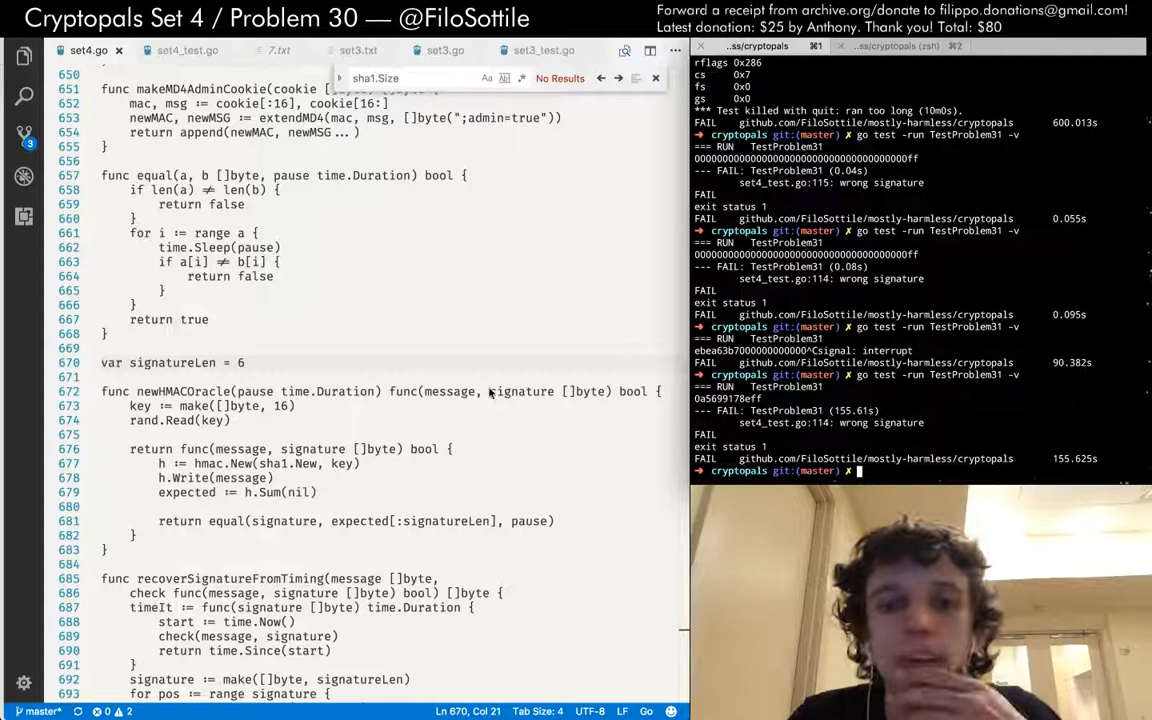 Cryptopals Set 4 / Problem 30 — @FiloSottile
Forward a receipt from archive.org/donate to filippo.donations@gmail.com!
Latest donation: $25 by Anthony. Thank you! Total: $80
set4.go
set4_test.go
7.txt
set3.txt
set3.go
set3_test.go
sha1.Size
Aa
Abl
.*
No Results
650
651 func makeMD4AdminCookie(cookie [
652 mac, msg := cookie[:16], cookie[16:]
653 newMAC, newMSG := extendMD4(mac, msg, []byte(";admin=true"))
654 return append(newMAC, newMSG...)
655 }
656
657 func equal(a, b []byte, pause time.Duration) bool {
658 if len(a) ≠ len(b) {
659 return false
660 }
661 for i := range a {
662 time.Sleep(pause)
663 if a[i] ≠ b[i] {
664 return false
665 }
666 }
667 return true
668 }
669
670 var signatureLen = 6
671
672 func newHMACOracle(pause time.Duration) func(message, signature []byte) bool {
673 key := make([]byte, 16)
674 rand.Read(key)
675
676 return func(message, signature []byte) bool {
677 h := hmac.New(sha1.New, key)
678 h.Write(message)
679 expected := h.Sum(nil)
680
681 return equal(signature, expected[:signatureLen], pause)
682 }
683 }
684
685 func recoverSignatureFromTiming(message []byte,
686 check func(message, signature []byte) bool) []byte {
687 timeIt := func(signature []byte) time.Duration {
688 start := time.Now()
689 check(message, signature)
690 return time.Since(start)
691 }
692 signature := make([]byte, signatureLen)
693 for pos := range signature {
3
master*
0 2
Ln 670, Col 21
Tab Size: 4
UTF-8
LF
Go
..ss/cryptopals ⌘1
..ss/cryptopals (zsh) ⌘2
rflags 0x286
cs 0x7
fs 0x0
gs 0x0
*** Test killed with quit: ran too long (10m0s).
FAIL github.com/FiloSottile/mostly-harmless/cryptopals 600.013s
→ cryptopals git:(master) ✗ go test -run TestProblem31 -v
=== RUN TestProblem31
00000000000000000000000000000000000000ff
--- FAIL: TestProblem31 (0.04s)
set4_test.go:115: wrong signature
FAIL
exit status 1
FAIL github.com/FiloSottile/mostly-harmless/cryptopals 0.055s
→ cryptopals git:(master) ✗ go test -run TestProblem31 -v
=== RUN TestProblem31
00000000000000000000000000000000000000ff
--- FAIL: TestProblem31 (0.08s)
set4_test.go:114: wrong signature
FAIL
exit status 1
FAIL github.com/FiloSottile/mostly-harmless/cryptopals 0.095s
→ cryptopals git:(master) ✗ go test -run TestProblem31 -v
=== RUN TestProblem31
ebea63b7000000000000^Csignal: interrupt
FAIL github.com/FiloSottile/mostly-harmless/cryptopals 90.382s
→ cryptopals git:(master) ✗ go test -run TestProblem31 -v
=== RUN TestProblem31
0a5699178eff
--- FAIL: TestProblem31 (155.61s)
set4_test.go:114: wrong signature
FAIL
exit status 1
FAIL github.com/FiloSottile/mostly-harmless/cryptopals 155.625s
→ cryptopals git:(master) ✗